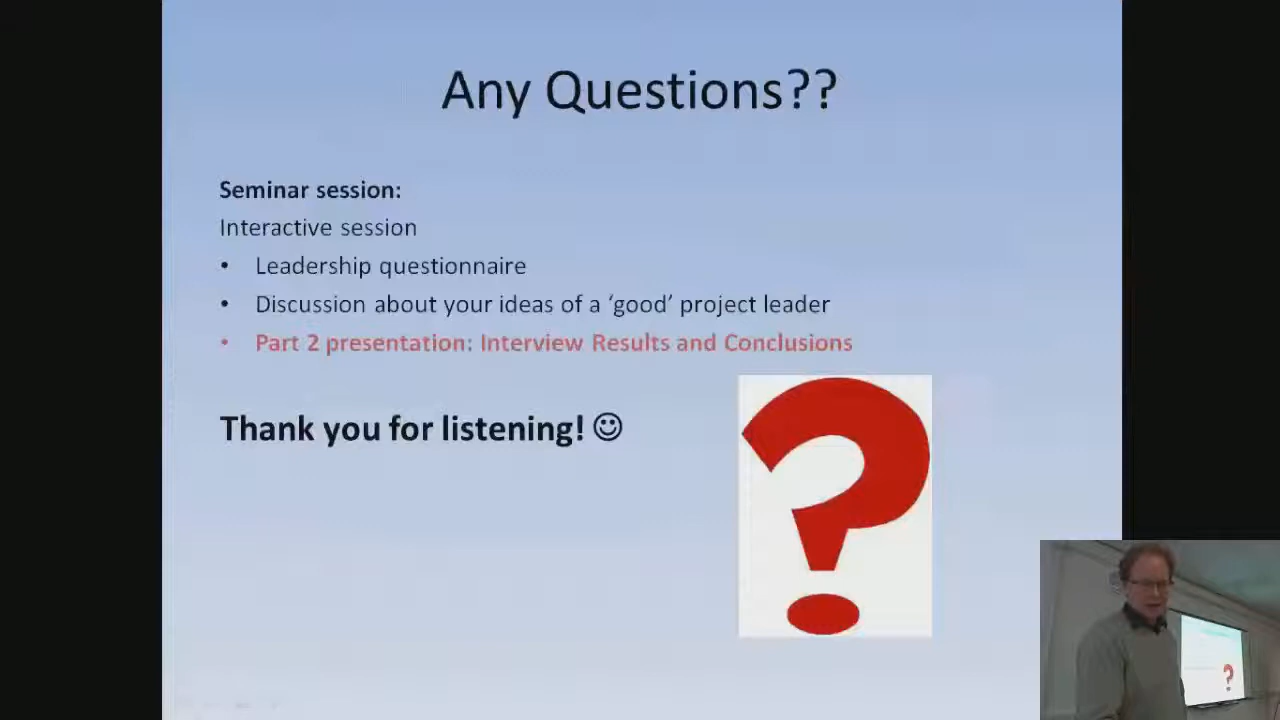 Any Questions??
Seminar session:
Interactive session
• Leadership questionnaire
• Discussion about your ideas of a ‘good’ project leader
• Part 2 presentation: Interview Results and Conclusions
Thank you for listening! ☺
?